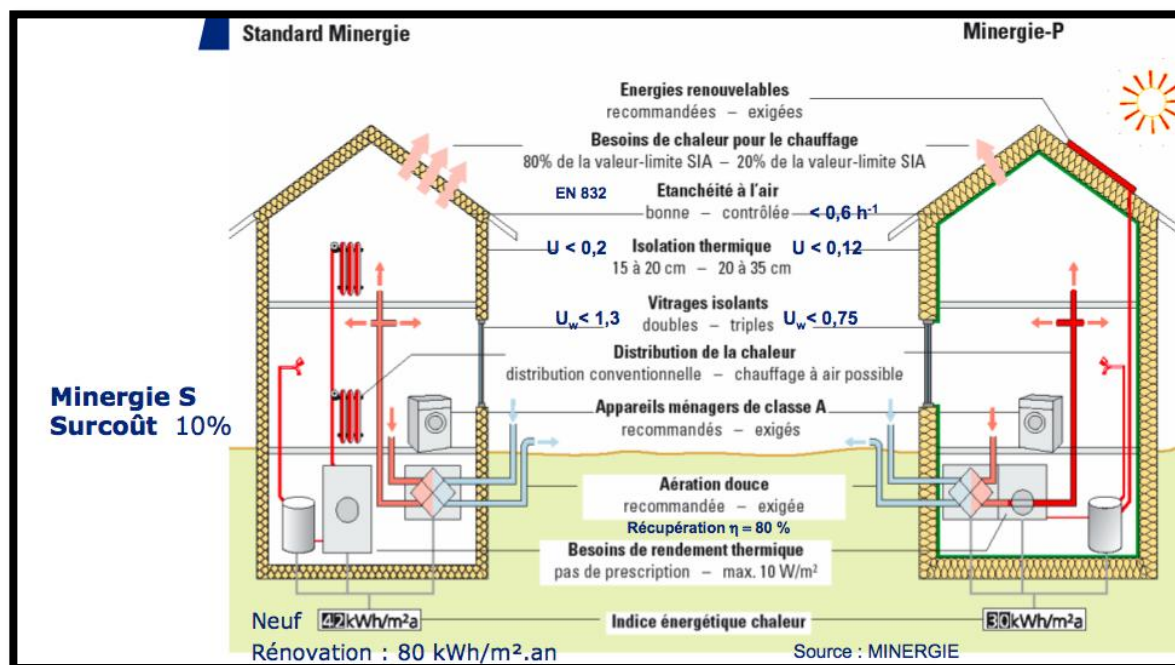 Standard Minergie
Minergie-P
Energies renouvelables
recommandées – exigées
Besoins de chaleur pour le chauffage
80% de la valeur-limite SIA – 20% de la valeur-limite SIA
EN 832
Etanchéité à l'air
bonne – contrôlée
< 0,6 h⁻¹
U < 0,2
Isolation thermique
U < 0,12
15 à 20 cm – 20 à 35 cm
Uw< 1,3
Vitrages isolants
doubles – triples
Uw< 0,75
Distribution de la chaleur
distribution conventionnelle – chauffage à air possible
Minergie S
Surcoût 10%
Appareils ménagers de classe A
recommandés – exigés
Aération douce
recommandée – exigée
Récupération η = 80 %
Besoins de rendement thermique
pas de prescription – max. 10 W/m²
Neuf
42kWh/m²a
Indice énergétique chaleur
30kWh/m²a
Rénovation : 80 kWh/m².an
Source : MINERGIE